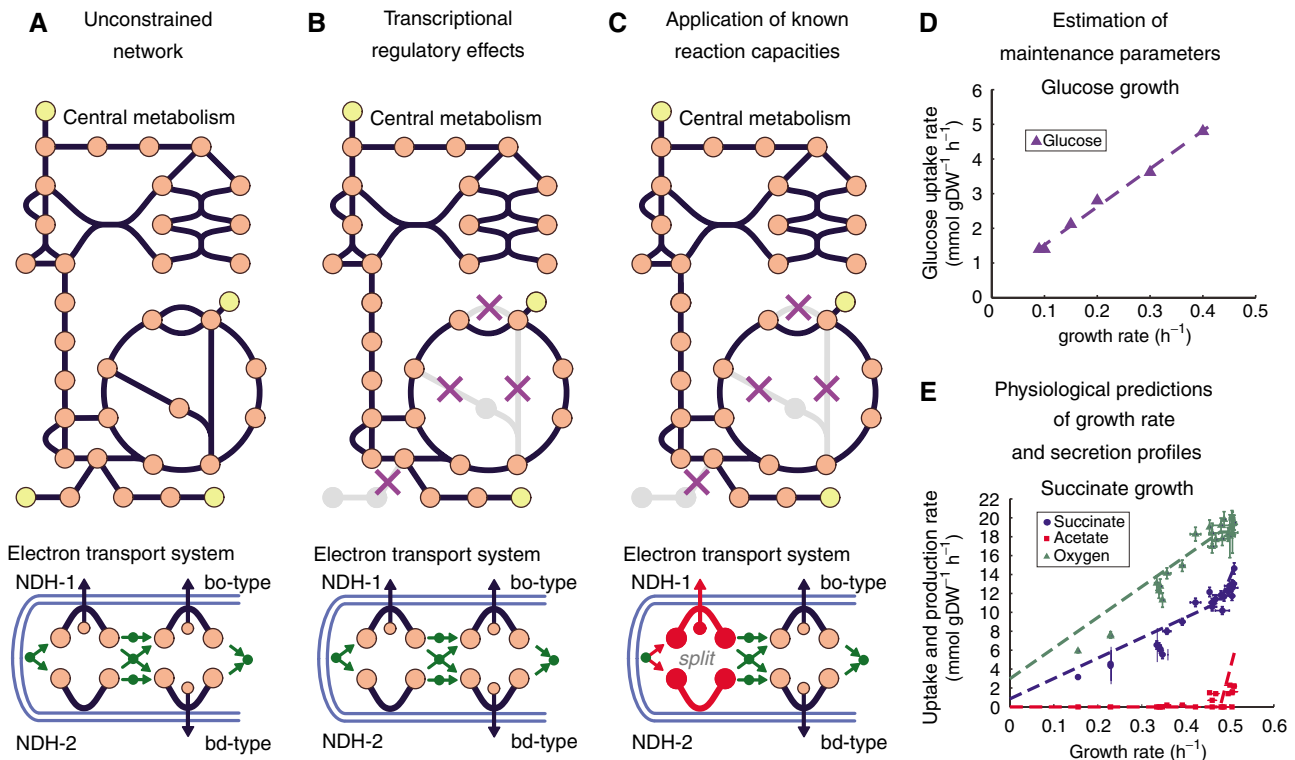 A
Unconstrained
network
Central metabolism
Electron transport system
NDH-1
bo-type
NDH-2
bd-type
B
Transcriptional
regulatory effects
Central metabolism
Electron transport system
NDH-1
bo-type
NDH-2
bd-type
C
Application of known
reaction capacities
Central metabolism
Electron transport system
NDH-1
bo-type
split
NDH-2
bd-type
D
Estimation of
maintenance parameters
Glucose growth
Glucose uptake rate
(mmol gDW⁻¹ h⁻¹)
6
5
4
3
2
1
0
Glucose
0 0.1 0.2 0.3 0.4 0.5
growth rate (h⁻¹)
E
Physiological predictions
of growth rate
and secretion profiles
Succinate growth
Uptake and production rate
(mmol gDW⁻¹ h⁻¹)
22
20
18
16
14
12
10
8
6
4
2
0
Succinate
Acetate
Oxygen
0 0.1 0.2 0.3 0.4 0.5 0.6
Growth rate (h⁻¹)